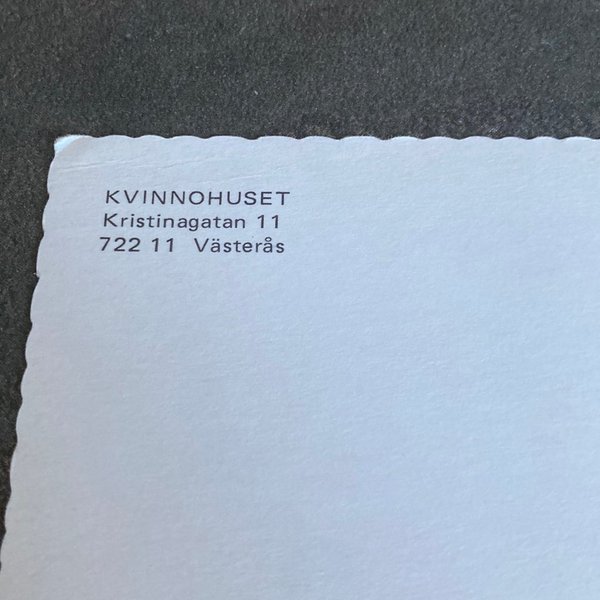 KVINNOHUSET
Kristinagatan 11
722 11 Västerås